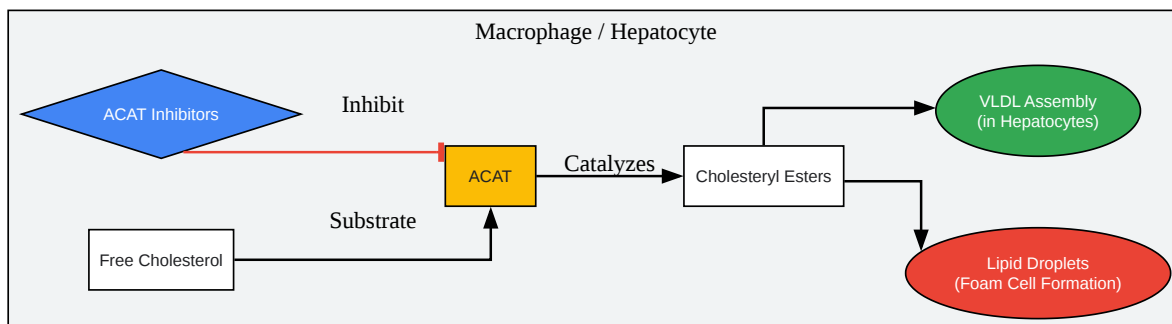 Macrophage / Hepatocyte
ACAT Inhibitors
Inhibit
VLDL Assembly
(in Hepatocytes)
ACAT
Catalyzes
Cholesteryl Esters
Substrate
Free Cholesterol
Lipid Droplets
(Foam Cell Formation)